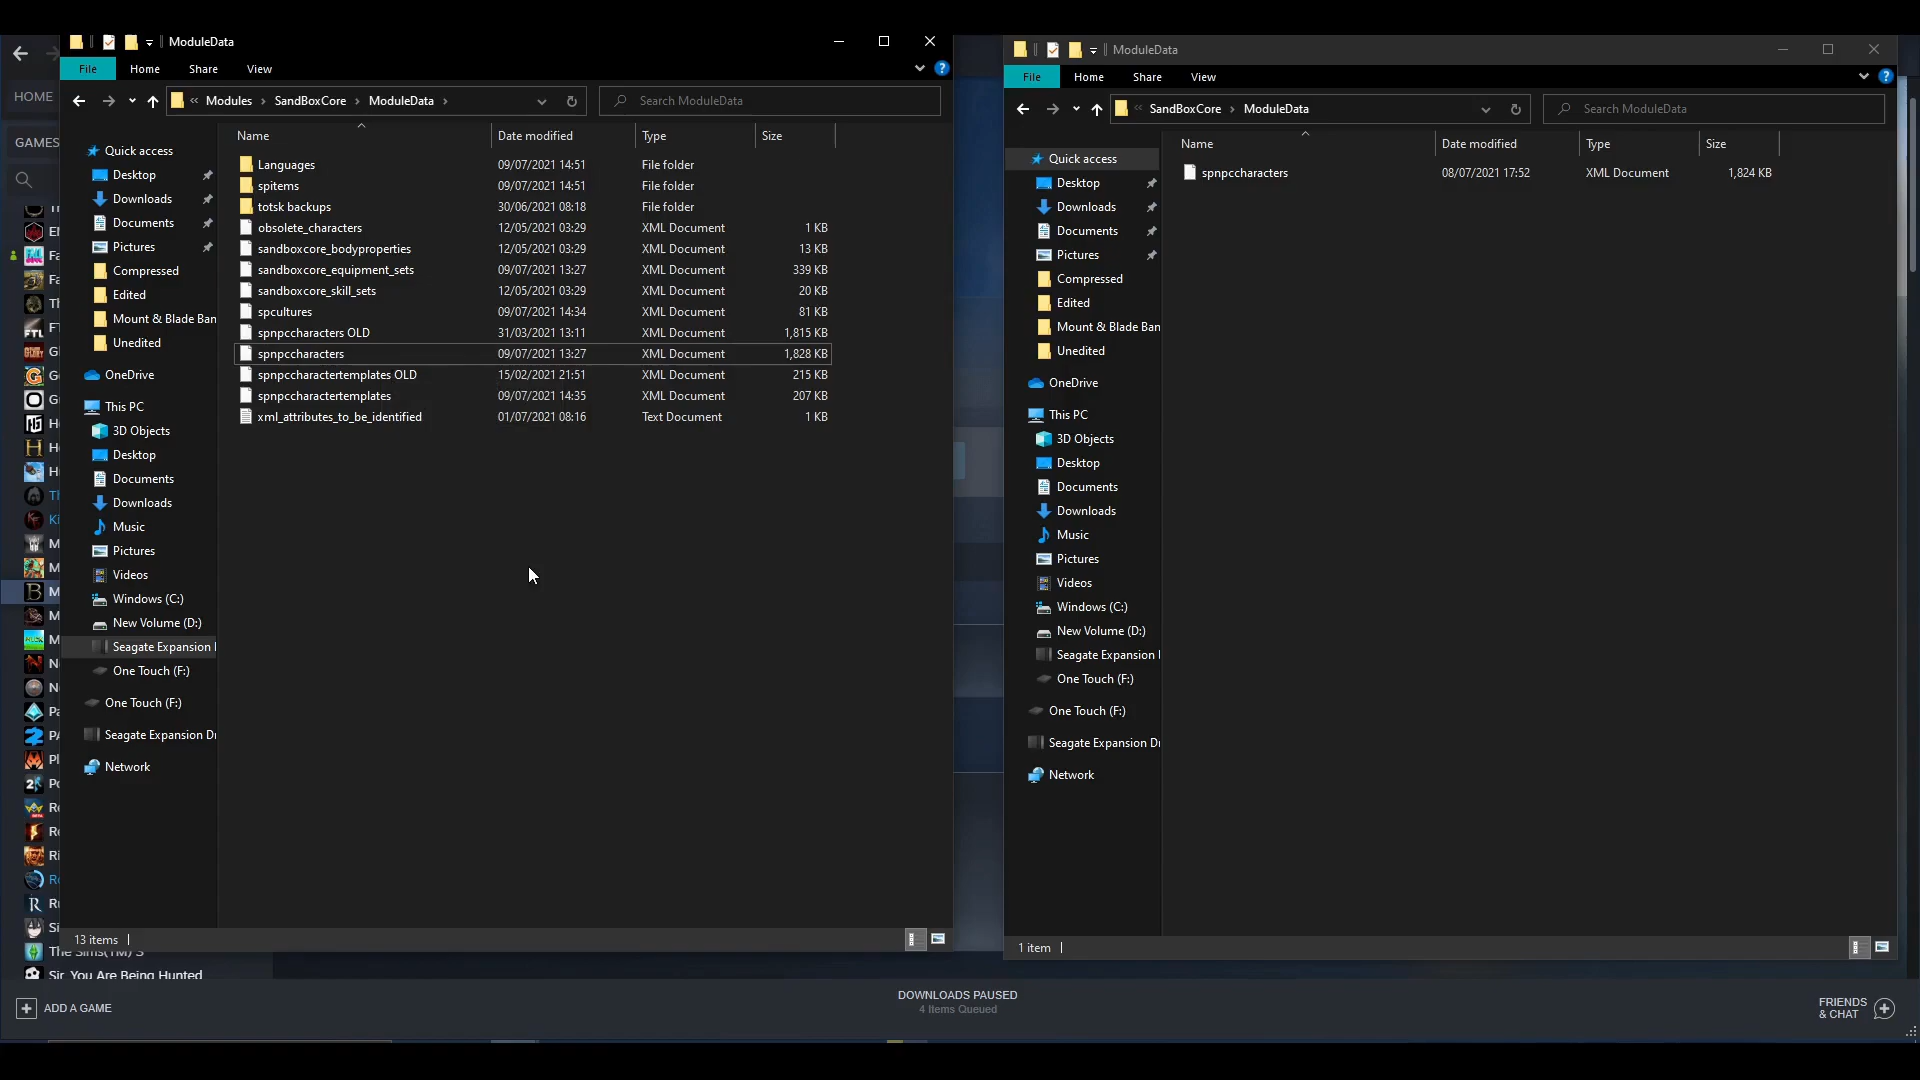 ModuleData
File Home Share View
Modules SandBoxCore ModuleData
Search ModuleData
Name Date modified Type Size
Languages 09/07/2021 14:51 File folder
spitems 09/07/2021 14:51 File folder
totsk backups 30/06/2021 08:18 File folder
obsolete_characters 12/05/2021 03:29 XML Document 1 KB
sandboxcore_bodyproperties 12/05/2021 03:29 XML Document 13 KB
sandboxcore_equipment_sets 09/07/2021 13:27 XML Document 339 KB
sandboxcore_skill_sets 12/05/2021 03:29 XML Document 20 KB
spcultures 09/07/2021 14:34 XML Document 81 KB
spnpccharacters OLD 31/03/2021 13:11 XML Document 1,815 KB
spnpccharacters 09/07/2021 13:27 XML Document 1,828 KB
spnpccharactertemplates OLD 15/02/2021 21:51 XML Document 215 KB
spnpccharactertemplates 09/07/2021 14:35 XML Document 207 KB
xml_attributes_to_be_identified 01/07/2021 08:16 Text Document 1 KB
Quick access
Desktop
Downloads
Documents
Pictures
Compressed
Edited
Mount & Blade Ban
Unedited
OneDrive
This PC
3D Objects
Desktop
Documents
Downloads
Music
Pictures
Videos
Windows (C:)
New Volume (D:)
Seagate Expansion
One Touch (F:)
One Touch (F:)
Seagate Expansion Dr
Network
13 items
ModuleData
File Home Share View
SandBoxCore ModuleData
Search ModuleData
Name Date modified Type Size
spnpccharacters 08/07/2021 17:52 XML Document 1,824 KB
Quick access
Desktop
Downloads
Documents
Pictures
Compressed
Edited
Mount & Blade Ban
Unedited
OneDrive
This PC
3D Objects
Desktop
Documents
Downloads
Music
Pictures
Videos
Windows (C:)
New Volume (D:)
Seagate Expansion
One Touch (F:)
One Touch (F:)
Seagate Expansion Dr
Network
1 item
HOME
GAMES
Sir, You Are Being Hunted
ADD A GAME
DOWNLOADS PAUSED
4 Items Queued
FRIENDS
& CHAT